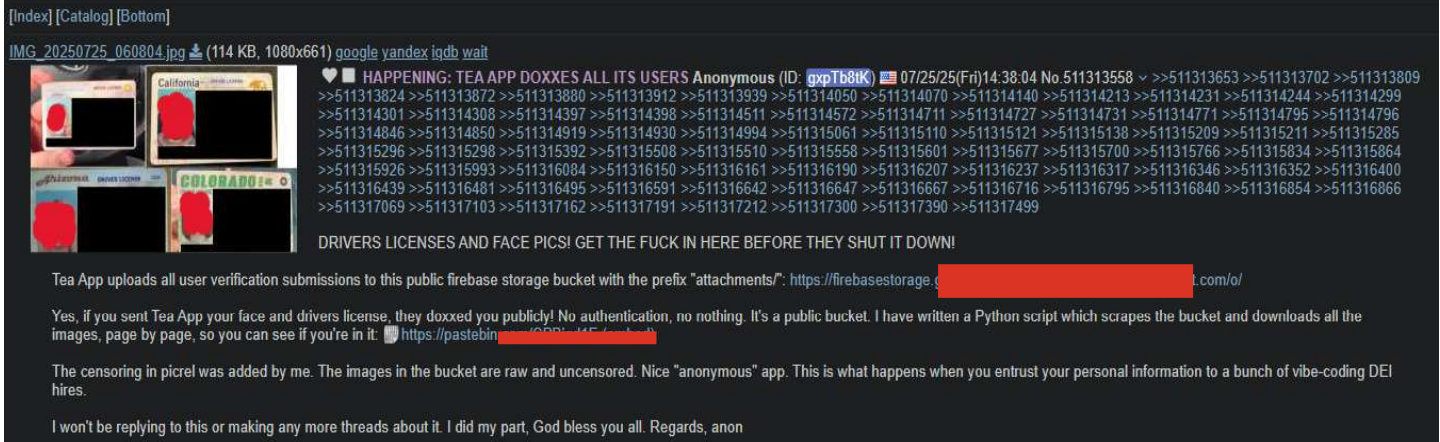 [Index] [Catalog] [Bottom]
IMG_20250725_060804.jpg (114 KB, 1080x661) google yandex iqdb wait
HAPPENING: TEA APP DOXXES ALL ITS USERS Anonymous (ID: gxpTb8tK) 07/25/25(Fri)14:38:04 No.511313558 >>511313653 >>511313702 >>511313809
>>511313824 >>511313872 >>511313880 >>511313912 >>511313939 >>511314050 >>511314070 >>511314140 >>511314213 >>511314231 >>511314244 >>511314299
>>511314301 >>511314308 >>511314397 >>511314398 >>511314511 >>511314572 >>511314711 >>511314727 >>511314731 >>511314771 >>511314795 >>511314796
>>511314846 >>511314850 >>511314919 >>511314930 >>511314994 >>511315061 >>511315110 >>511315121 >>511315138 >>511315209 >>511315211 >>511315285
>>511315296 >>511315298 >>511315392 >>511315508 >>511315510 >>511315558 >>511315601 >>511315677 >>511315700 >>511315766 >>511315834 >>511315864
>>511315926 >>511315993 >>511316084 >>511316150 >>511316161 >>511316190 >>511316207 >>511316237 >>511316317 >>511316346 >>511316352 >>511316400
>>511316439 >>511316481 >>511316495 >>511316591 >>511316642 >>511316647 >>511316667 >>511316716 >>511316795 >>511316840 >>511316854 >>511316866
>>511317069 >>511317103 >>511317162 >>511317191 >>511317212 >>511317300 >>511317390 >>511317499
California
Arizona DRIVER LICENSE
COLORADO
DRIVERS LICENSES AND FACE PICS! GET THE FUCK IN HERE BEFORE THEY SHUT IT DOWN!
Tea App uploads all user verification submissions to this public firebase storage bucket with the prefix "attachments/": https://firebasestorage.g t.com/o/
Yes, if you sent Tea App your face and drivers license, they doxxed you publicly! No authentication, no nothing. It's a public bucket. I have written a Python script which scrapes the bucket and downloads all the
images, page by page, so you can see if you're in it: https://pastebin
The censoring in picrel was added by me. The images in the bucket are raw and uncensored. Nice "anonymous" app. This is what happens when you entrust your personal information to a bunch of vibe-coding DEI
hires.
I won't be replying to this or making any more threads about it. I did my part, God bless you all. Regards, anon